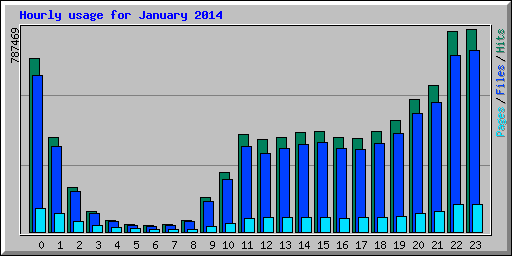 Hourly usage for January 2014
787469
Pages/Files/Hits
0 1 2 3 4 5 6 7 8 9 10 11 12 13 14 15 16 17 18 19 20 21 22 23